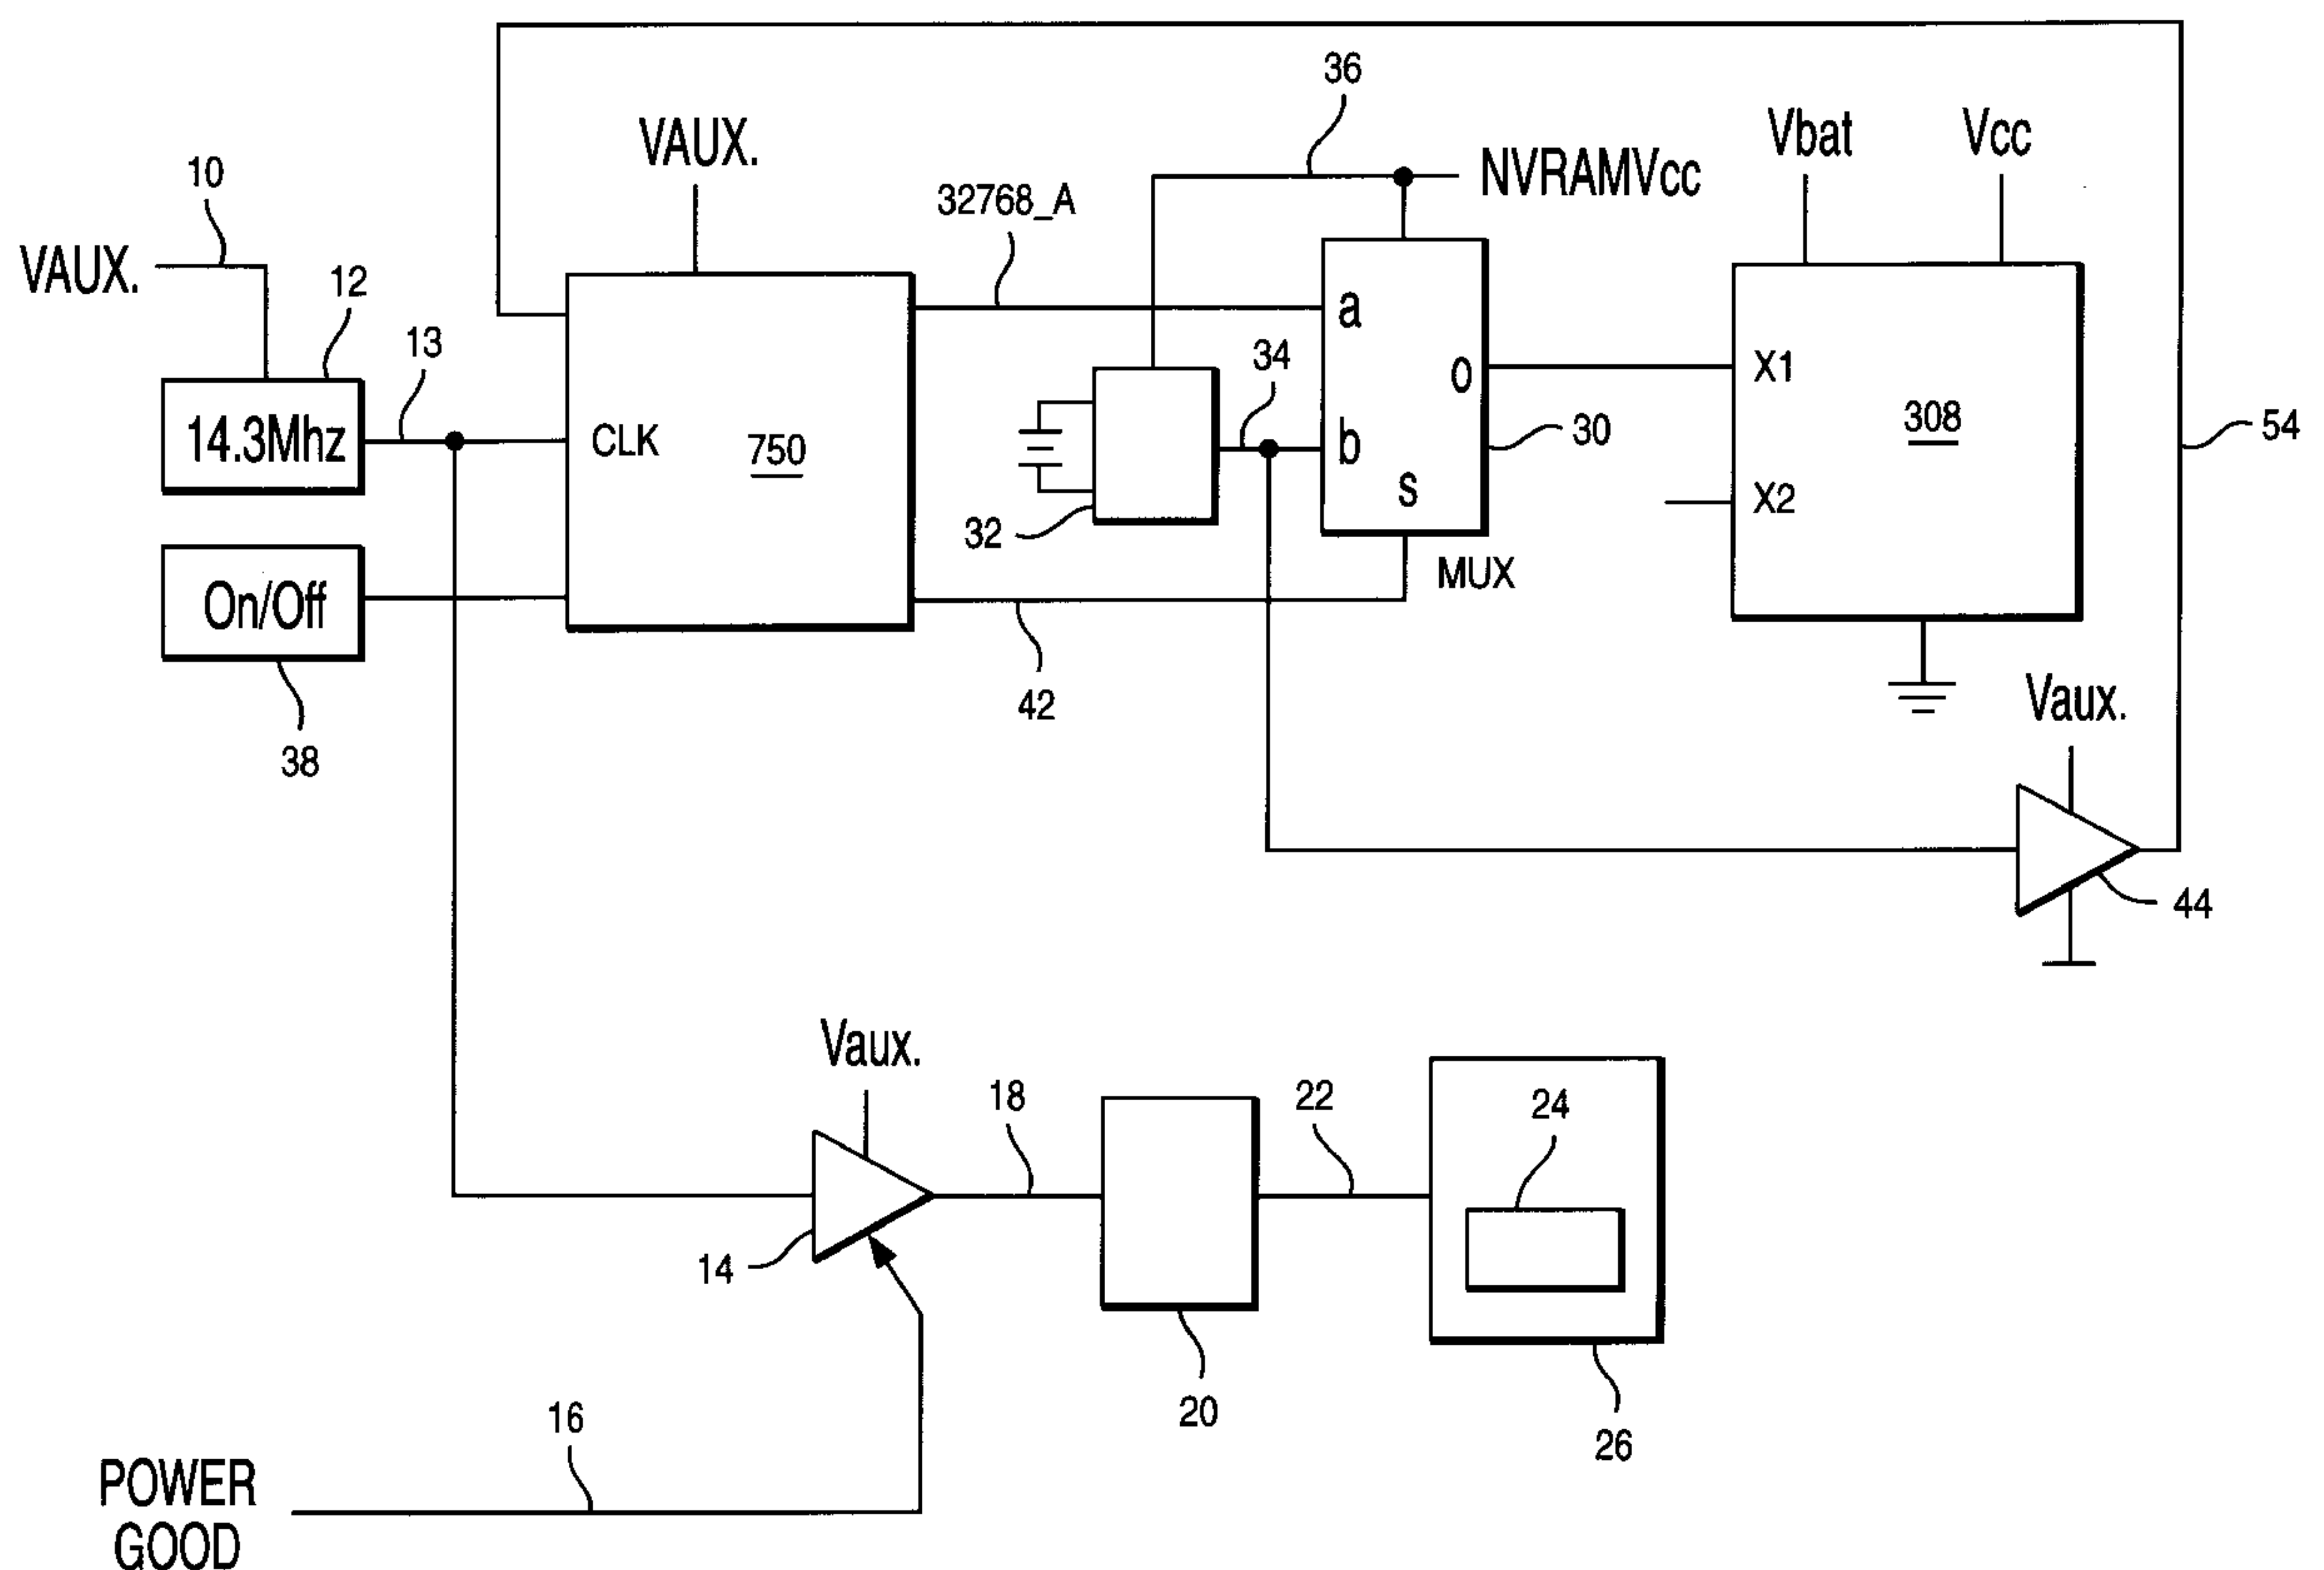 36
Vbat
Vcc
VAUX.
NVRAMVcc
10
32768_A
VAUX.
12
13
a
34
14.3Mhz
CLK
750
b
o
30
X1
308
54
s
X2
32
On/Off
MUX
42
38
Vaux.
44
Vaux.
18
22
24
14
20
26
16
POWER
GOOD